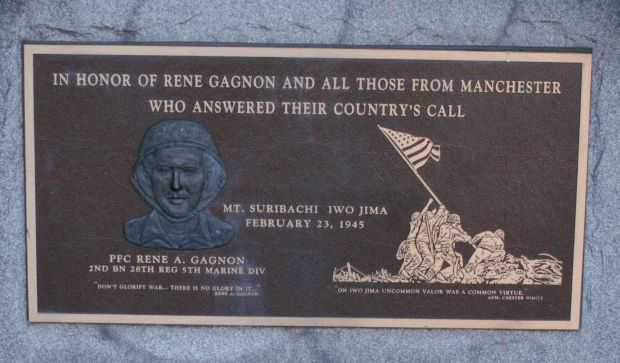 IN HONOR OF RENE GAGNON AND ALL THOSE FROM MANCHESTER
WHO ANSWERED THEIR COUNTRY'S CALL
MT. SURIBACHI IWO JIMA
FEBRUARY 23, 1945
PFC RENE A. GAGNON
2ND BN 28TH REG 5TH MARINE DIV
"DON'T GLORIFY WAR... THERE IS NO GLORY IN IT..."
RENE A. GAGNON
"ON IWO JIMA UNCOMMON VALOR WAS A COMMON VIRTUE."
ADM. CHESTER NIMITZ